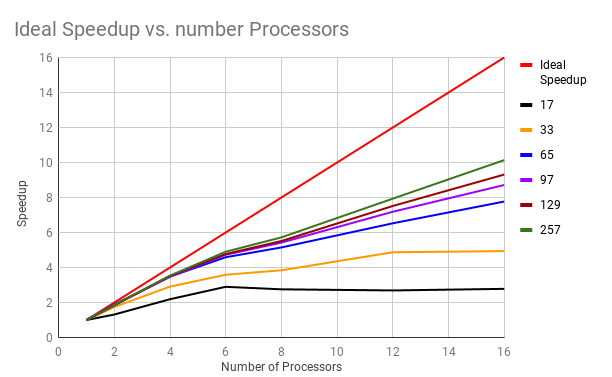 Ideal Speedup vs. number Processors
16
14
12
10
8
6
4
2
0
Speedup
0 2 4 6 8 10 12 14 16
Number of Processors
Ideal
Speedup
17
33
65
97
129
257